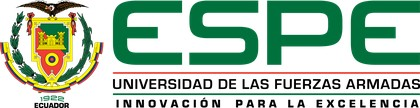 1922
ECUADOR
ESPE
UNIVERSIDAD DE LAS FUERZAS ARMADAS
INNOVACIÓN PARA LA EXCELENCIA